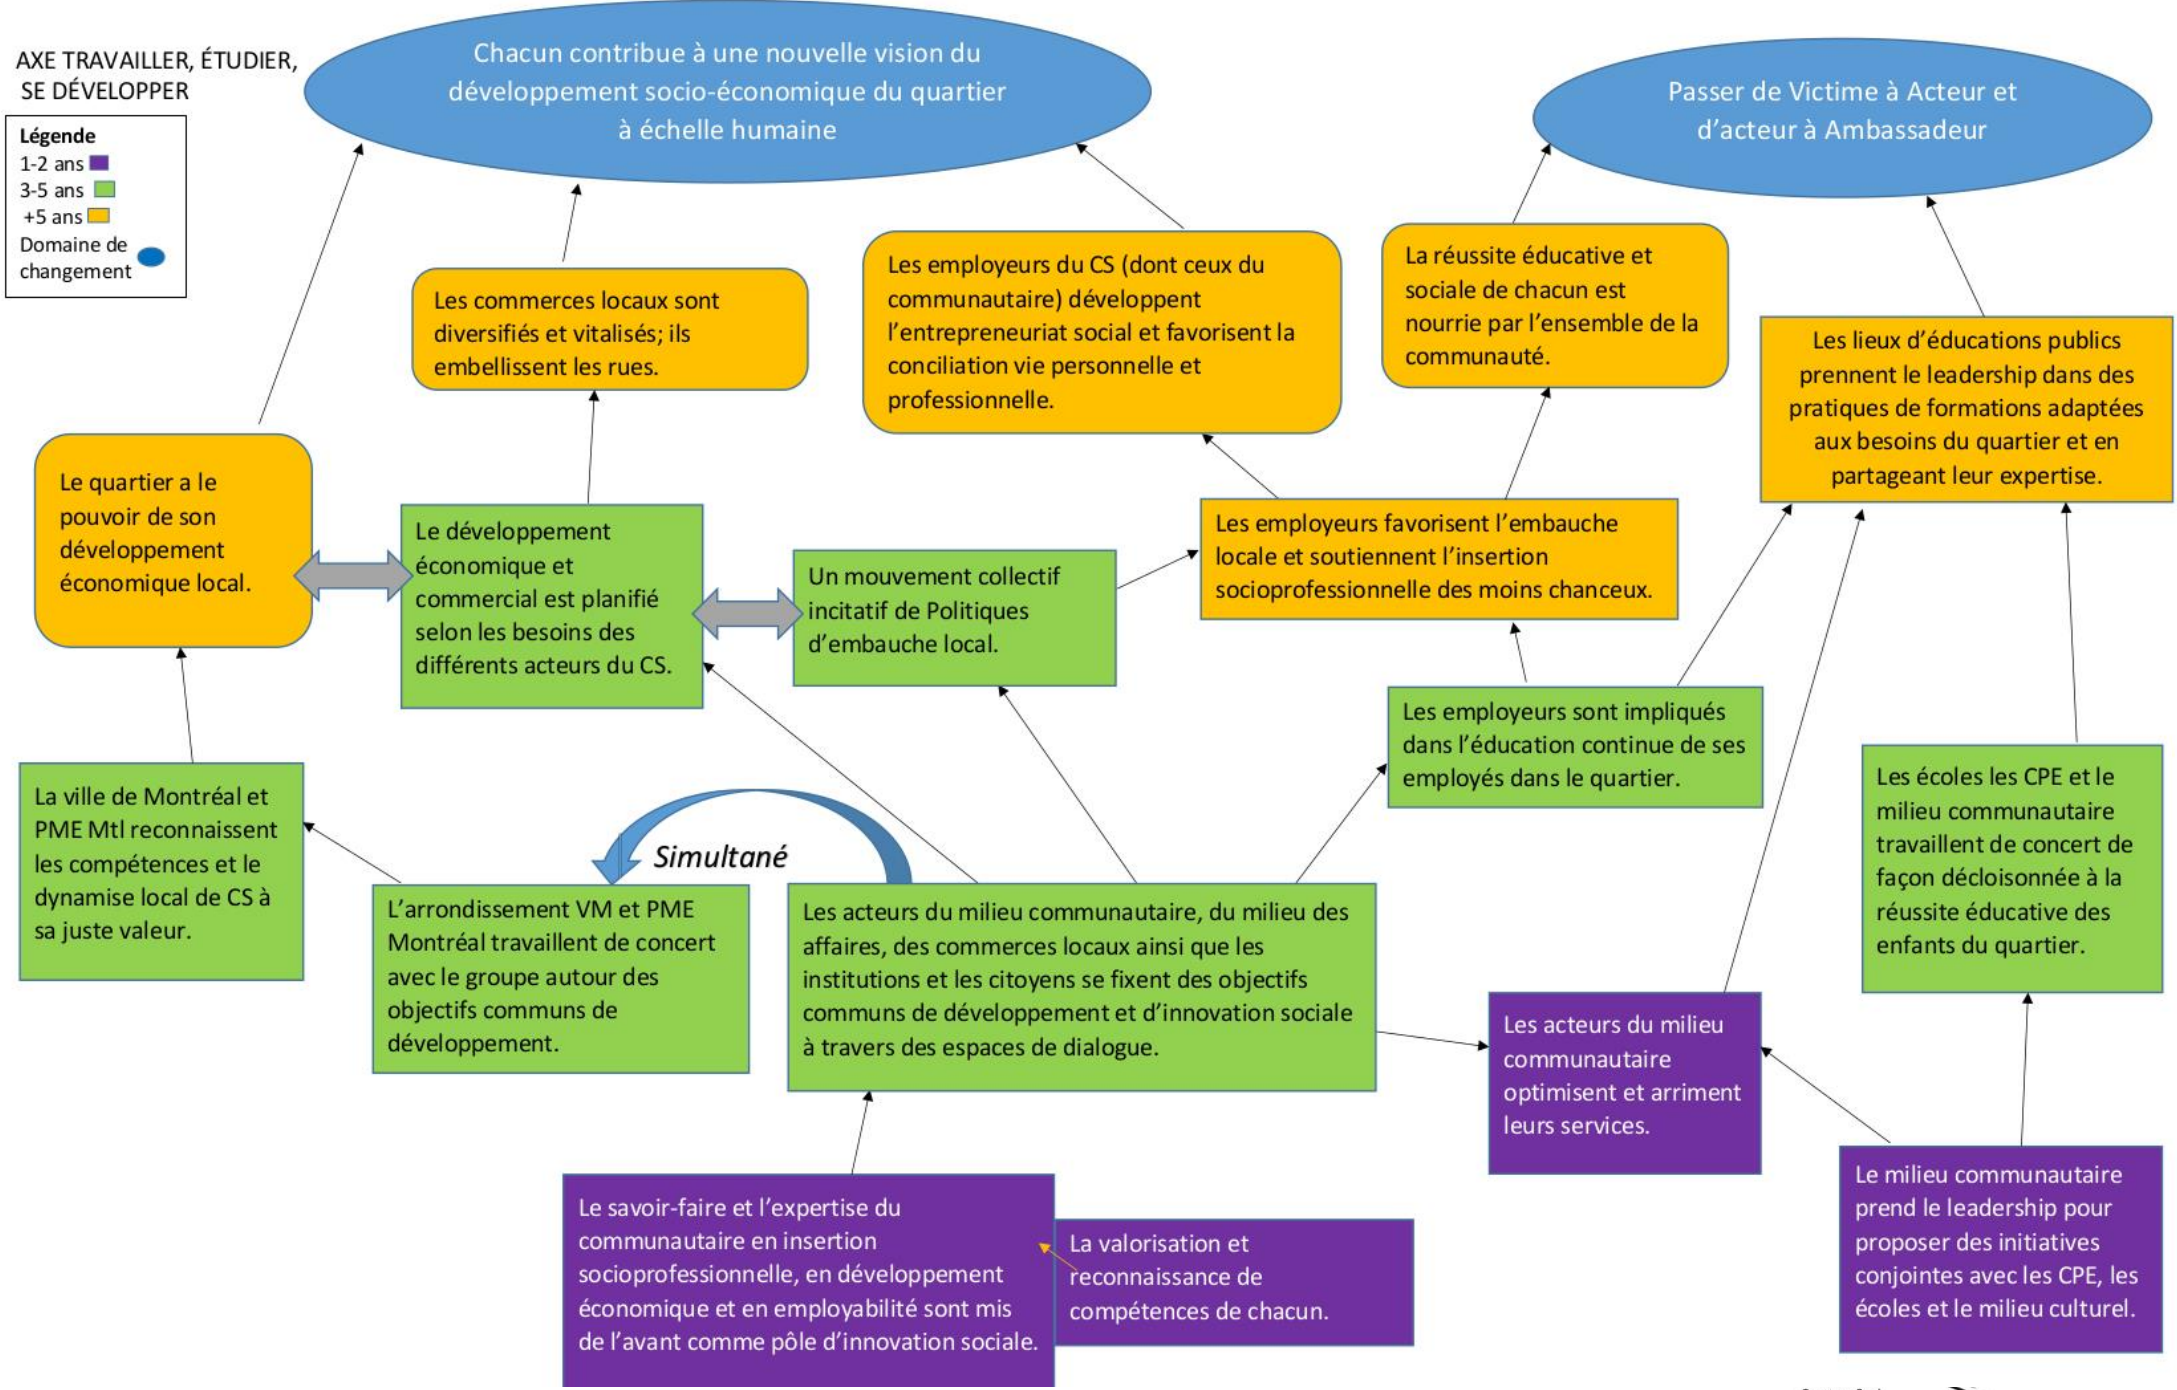 AXE TRAVAILLER, ÉTUDIER,
SE DÉVELOPPER
Légende
1-2 ans
3-5 ans
+5 ans
Domaine de
changement
Chacun contribue à une nouvelle vision du
développement socio-économique du quartier
à échelle humaine
Passer de Victime à Acteur et
d'acteur à Ambassadeur
Les commerces locaux sont
diversifiés et vitalisés; ils
embellissent les rues.
Les employeurs du CS (dont ceux du
communautaire) développent
l'entrepreneuriat social et favorisent la
conciliation vie personnelle et
professionnelle.
La réussite éducative et
sociale de chacun est
nourrie par l'ensemble de la
communauté.
Les lieux d'éducations publics
prennent le leadership dans des
pratiques de formations adaptées
aux besoins du quartier et en
partageant leur expertise.
Le quartier a le
pouvoir de son
développement
économique local.
Le développement
économique et
commercial est planifié
selon les besoins des
différents acteurs du CS.
Un mouvement collectif
incitatif de Politiques
d'embauche local.
Les employeurs favorisent l'embauche
locale et soutiennent l'insertion
socioprofessionnelle des moins chanceux.
Les employeurs sont impliqués
dans l'éducation continue de ses
employés dans le quartier.
Les écoles les CPE et le
milieu communautaire
travaillent de concert de
façon décloisonnée à la
réussite éducative des
enfants du quartier.
La ville de Montréal et
PME Mtl reconnaissent
les compétences et le
dynamise local de CS à
sa juste valeur.
Simultané
L'arrondissement VM et PME
Montréal travaillent de concert
avec le groupe autour des
objectifs communs de
développement.
Les acteurs du milieu communautaire, du milieu des
affaires, des commerces locaux ainsi que les
institutions et les citoyens se fixent des objectifs
communs de développement et d'innovation sociale
à travers des espaces de dialogue.
Les acteurs du milieu
communautaire
optimisent et arriment
leurs services.
Le milieu communautaire
prend le leadership pour
proposer des initiatives
conjointes avec les CPE, les
écoles et le milieu culturel.
Le savoir-faire et l'expertise du
communautaire en insertion
socioprofessionnelle, en développement
économique et en employabilité sont mis
de l'avant comme pôle d'innovation sociale.
La valorisation et
reconnaissance de
compétences de chacun.